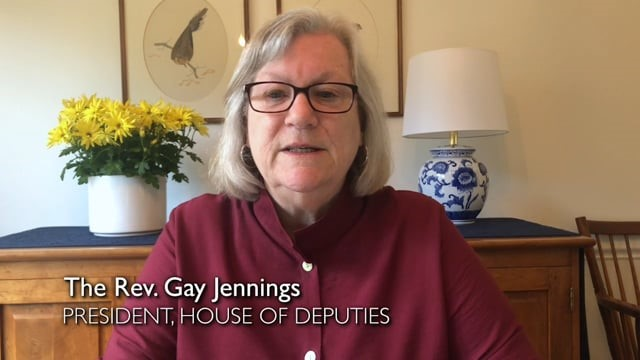 The Rev. Gay Jennings
PRESIDENT, HOUSE OF DEPUTIES